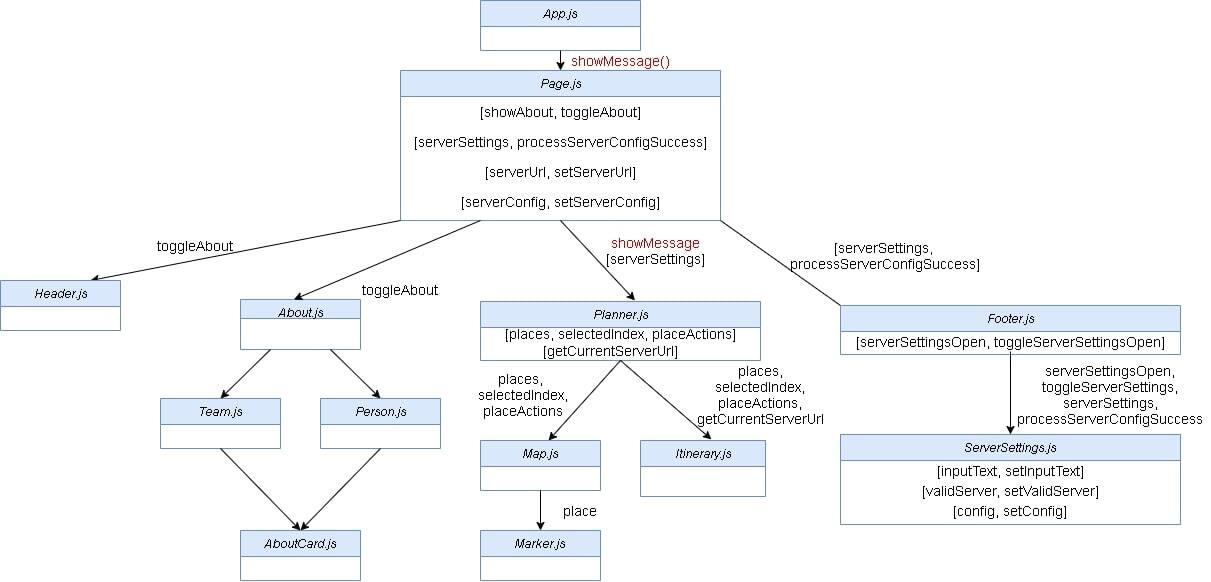 App.js
showMessage()
Page.js
[showAbout, toggleAbout]
[serverSettings, processServerConfigSuccess]
[serverUrl, setServerUrl]
[serverConfig, setServerConfig]
toggleAbout
toggleAbout
showMessage
[serverSettings]
[serverSettings,
processServerConfigSuccess]
Header.js
About.js
Planner.js
[places, selectedIndex, placeActions]
[getCurrentServerUrl]
Footer.js
[serverSettingsOpen, toggleServerSettingsOpen]
places,
selectedIndex,
placeActions
places,
selectedIndex,
placeActions,
getCurrentServerUrl
serverSettingsOpen,
toggleServerSettings,
serverSettings,
processServerConfigSuccess
Team.js
Person.js
Map.js
Itinerary.js
ServerSettings.js
[inputText, setInputText]
[validServer, setValidServer]
[config, setConfig]
place
AboutCard.js
Marker.js